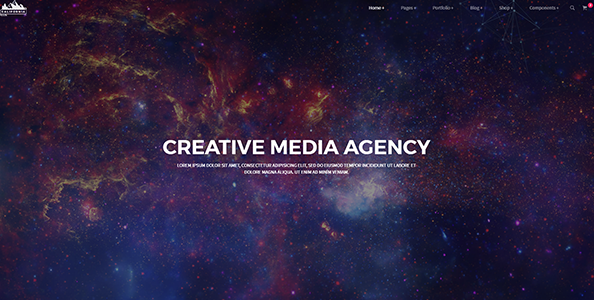 CALIFORNIA
Home + Pages + Portfolio + Blog + Shop + Components +
CREATIVE MEDIA AGENCY
LOREM IPSUM DOLOR SIT AMET, CONSECTETUR ADIPISICING ELIT, SED DO EIUSMOD TEMPOR INCIDIDUNT UT LABORE ET
DOLORE MAGNA ALIQUA. UT ENIM AD MINIM VENIAM.